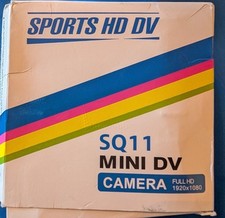 SPORTS HD DV
SQ11
MINI DV
CAMERA
FULL HD
1920x1080